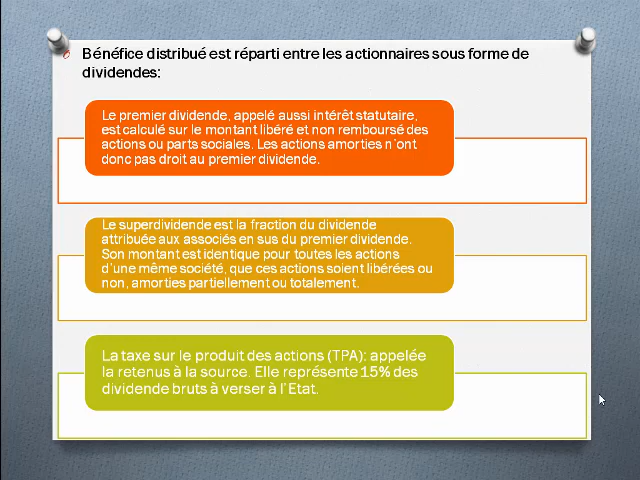 Bénéfice distribué est réparti entre les actionnaires sous forme de
dividendes:
Le premier dividende, appelé aussi intérêt statutaire,
est calculé sur le montant libéré et non remboursé des
actions ou parts sociales. Les actions amorties n'ont
donc pas droit au premier dividende.
Le superdividende est la fraction du dividende
attribuée aux associés en sus du premier dividende.
Son montant est identique pour toutes les actions
d'une même société, que ces actions soient libérées ou
non, amorties partiellement ou totalement.
La taxe sur le produit des actions (TPA): appelée
la retenus à la source. Elle représente 15% des
dividende bruts à verser à l'Etat.